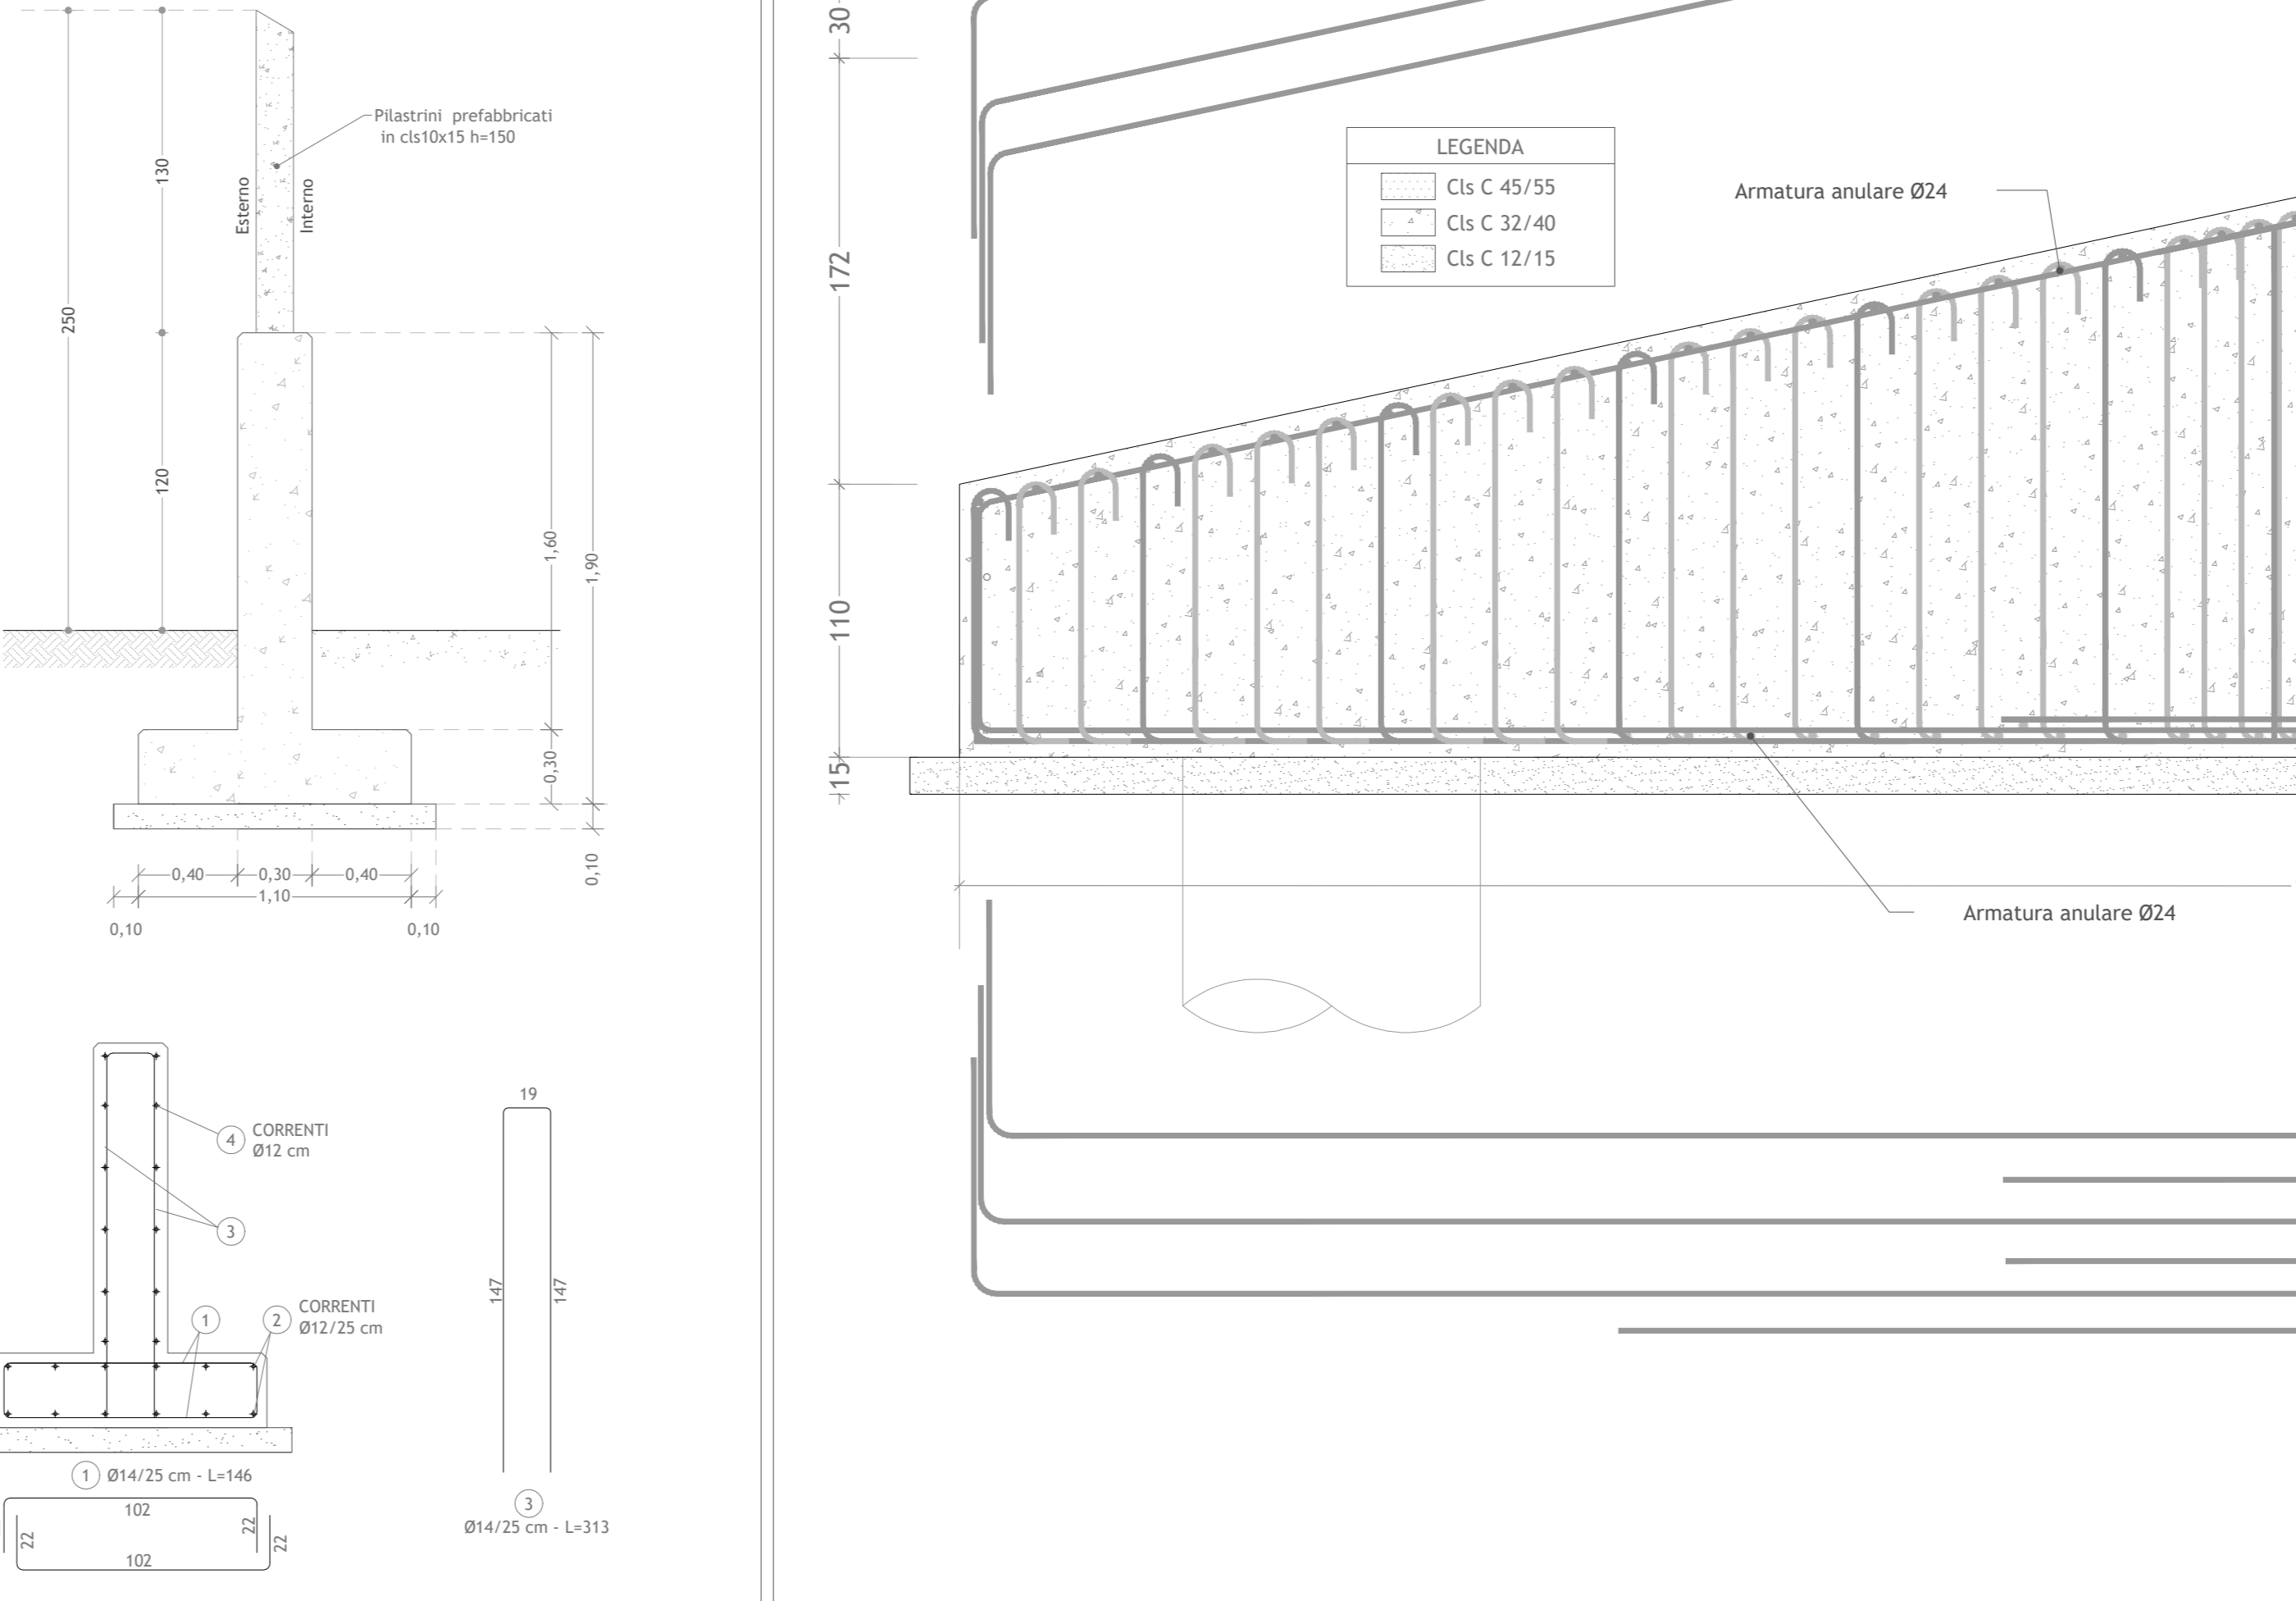 250
130
120
Esterno
Interno
Pilastrini prefabbricati
in cls10x15 h=150
1,60
1,90
0,30
0,10
0,40
0,30
0,40
1,10
0,10
0,10
4
CORRENTI
Ø12 cm
3
1
2
CORRENTI
Ø12/25 cm
1
Ø14/25 cm - L=146
102
22
22
22
102
19
147
147
3
Ø14/25 cm - L=313
30
172
110
15
LEGENDA
Cls C 45/55
Cls C 32/40
Cls C 12/15
Armatura anulare Ø24
Armatura anulare Ø24